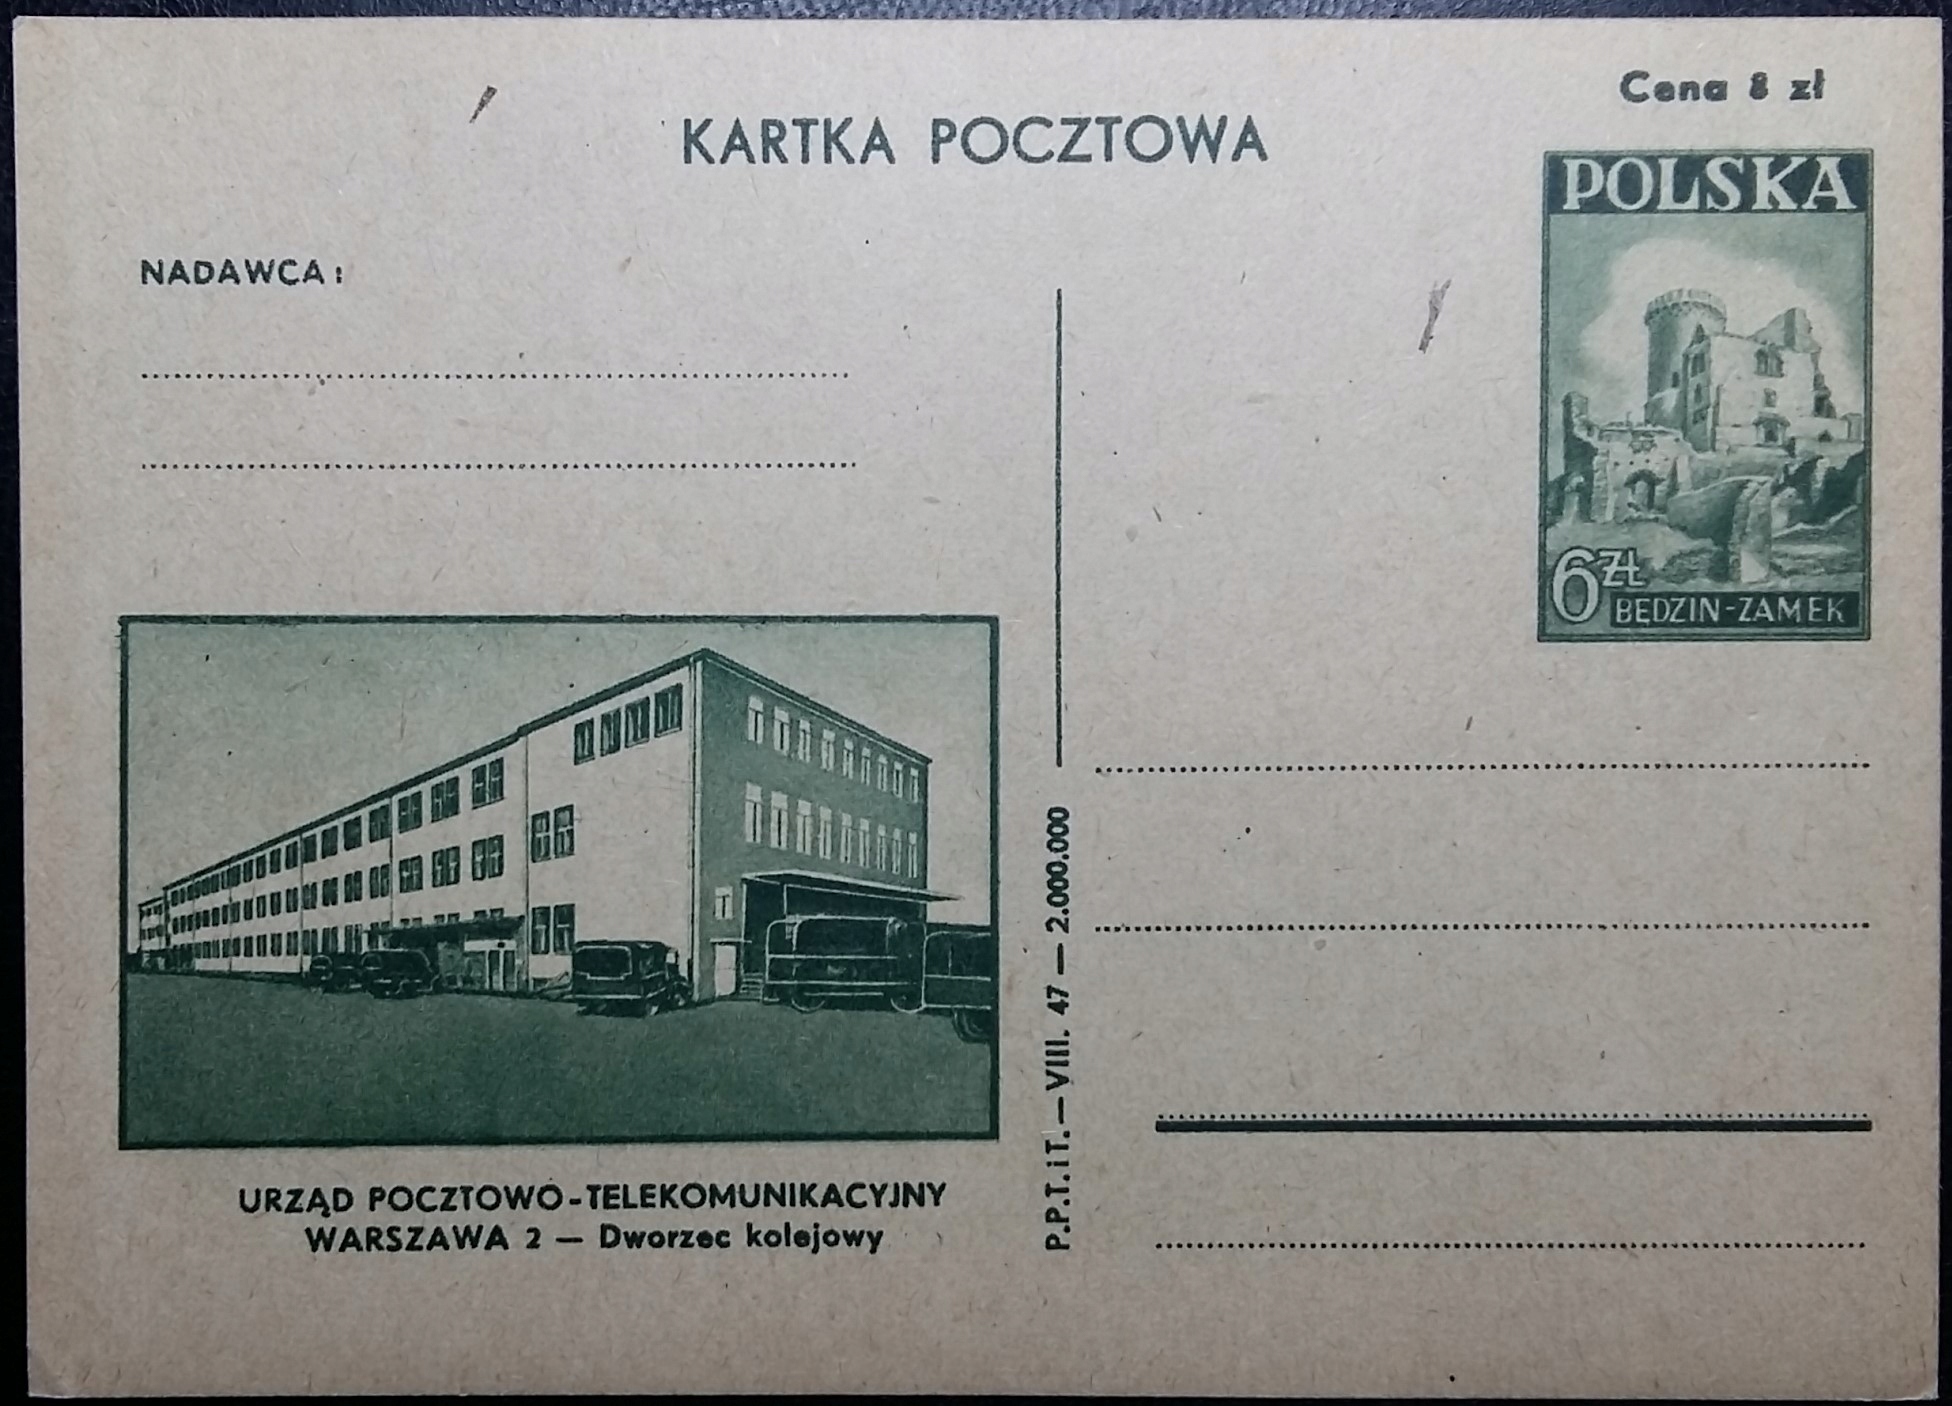 Cena 8 zł
KARTKA POCZTOWA
POLSKA
NADAWCA:
6 ZŁ
BĘDZIN-ZAMEK
P.P.T.iT.—VIII. 47 — 2.000.000
URZĄD POCZTOWO-TELEKOMUNIKACYJNY
WARSZAWA 2 — Dworzec kolejowy